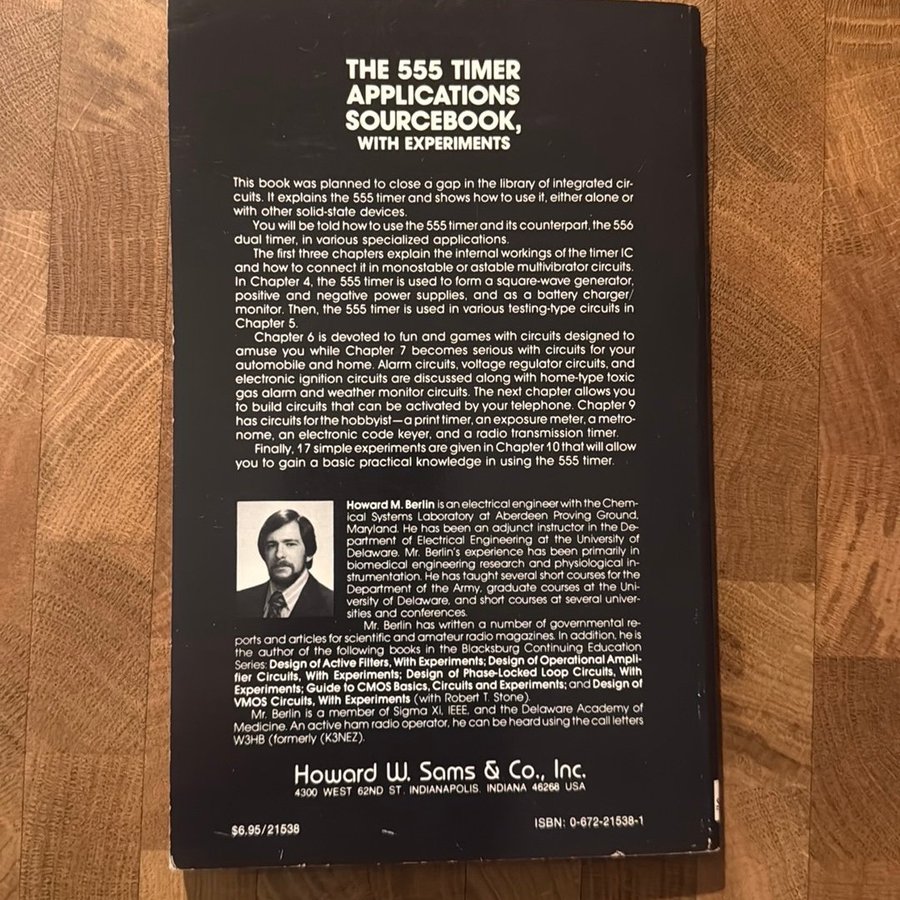 THE 555 TIMER
APPLICATIONS
SOURCEBOOK,
WITH EXPERIMENTS
This book was planned to close a gap in the library of integrated cir-
cuits. It explains the 555 timer and shows how to use it, either alone or
with other solid-state devices.
You will be told how to use the 555 timer and its counterpart, the 556
dual timer, in various specialized applications.
The first three chapters explain the internal workings of the timer IC
and how to connect it in monostable or astable multivibrator circuits.
In Chapter 4, the 555 timer is used to form a square-wave generator,
positive and negative power supplies, and as a battery charger/
monitor. Then, the 555 timer is used in various testing-type circuits in
Chapter 5.
Chapter 6 is devoted to fun and games with circuits designed to
amuse you while Chapter 7 becomes serious with circuits for your
automobile and home. Alarm circuits, voltage regulator circuits, and
electronic ignition circuits are discussed along with home-type toxic
gas alarm and weather monitor circuits. The next chapter allows you
to build circuits that can be activated by your telephone. Chapter 9
has circuits for the hobbyist—a print timer, an exposure meter, a metro-
nome, an electronic code keyer, and a radio transmission timer.
Finally, 17 simple experiments are given in Chapter 10 that will allow
you to gain a basic practical knowledge in using the 555 timer.
Howard M. Berlin is an electrical engineer with the Chem-
ical Systems Laboratory at Aberdeen Proving Ground,
Maryland. He has been an adjunct instructor in the De-
partment of Electrical Engineering at the University of
Delaware. Mr. Berlin's experience has been primarily in
biomedical engineering research and physiological in-
strumentation. He has taught several short courses for the
Department of the Army, graduate courses at the Uni-
versity of Delaware, and short courses at several univer-
sities and conferences.
Mr. Berlin has written a number of governmental re-
ports and articles for scientific and amateur radio magazines. In addition, he is
the author of the following books in the Blacksburg Continuing Education
Series: Design of Active Filters, With Experiments; Design of Operational Ampli-
fier Circuits, With Experiments; Design of Phase-Locked Loop Circuits, With
Experiments; Guide to CMOS Basics, Circuits and Experiments; and Design of
VMOS Circuits, With Experiments (with Robert T. Stone).
Mr. Berlin is a member of Sigma Xi, IEEE, and the Delaware Academy of
Medicine. An active ham radio operator, he can be heard using the call letters
W3HB (formerly (K3NEZ).
Howard W. Sams & Co., Inc.
4300 WEST 62ND ST. INDIANAPOLIS, INDIANA 46268 USA
$6.95/21538
ISBN: 0-672-21538-1